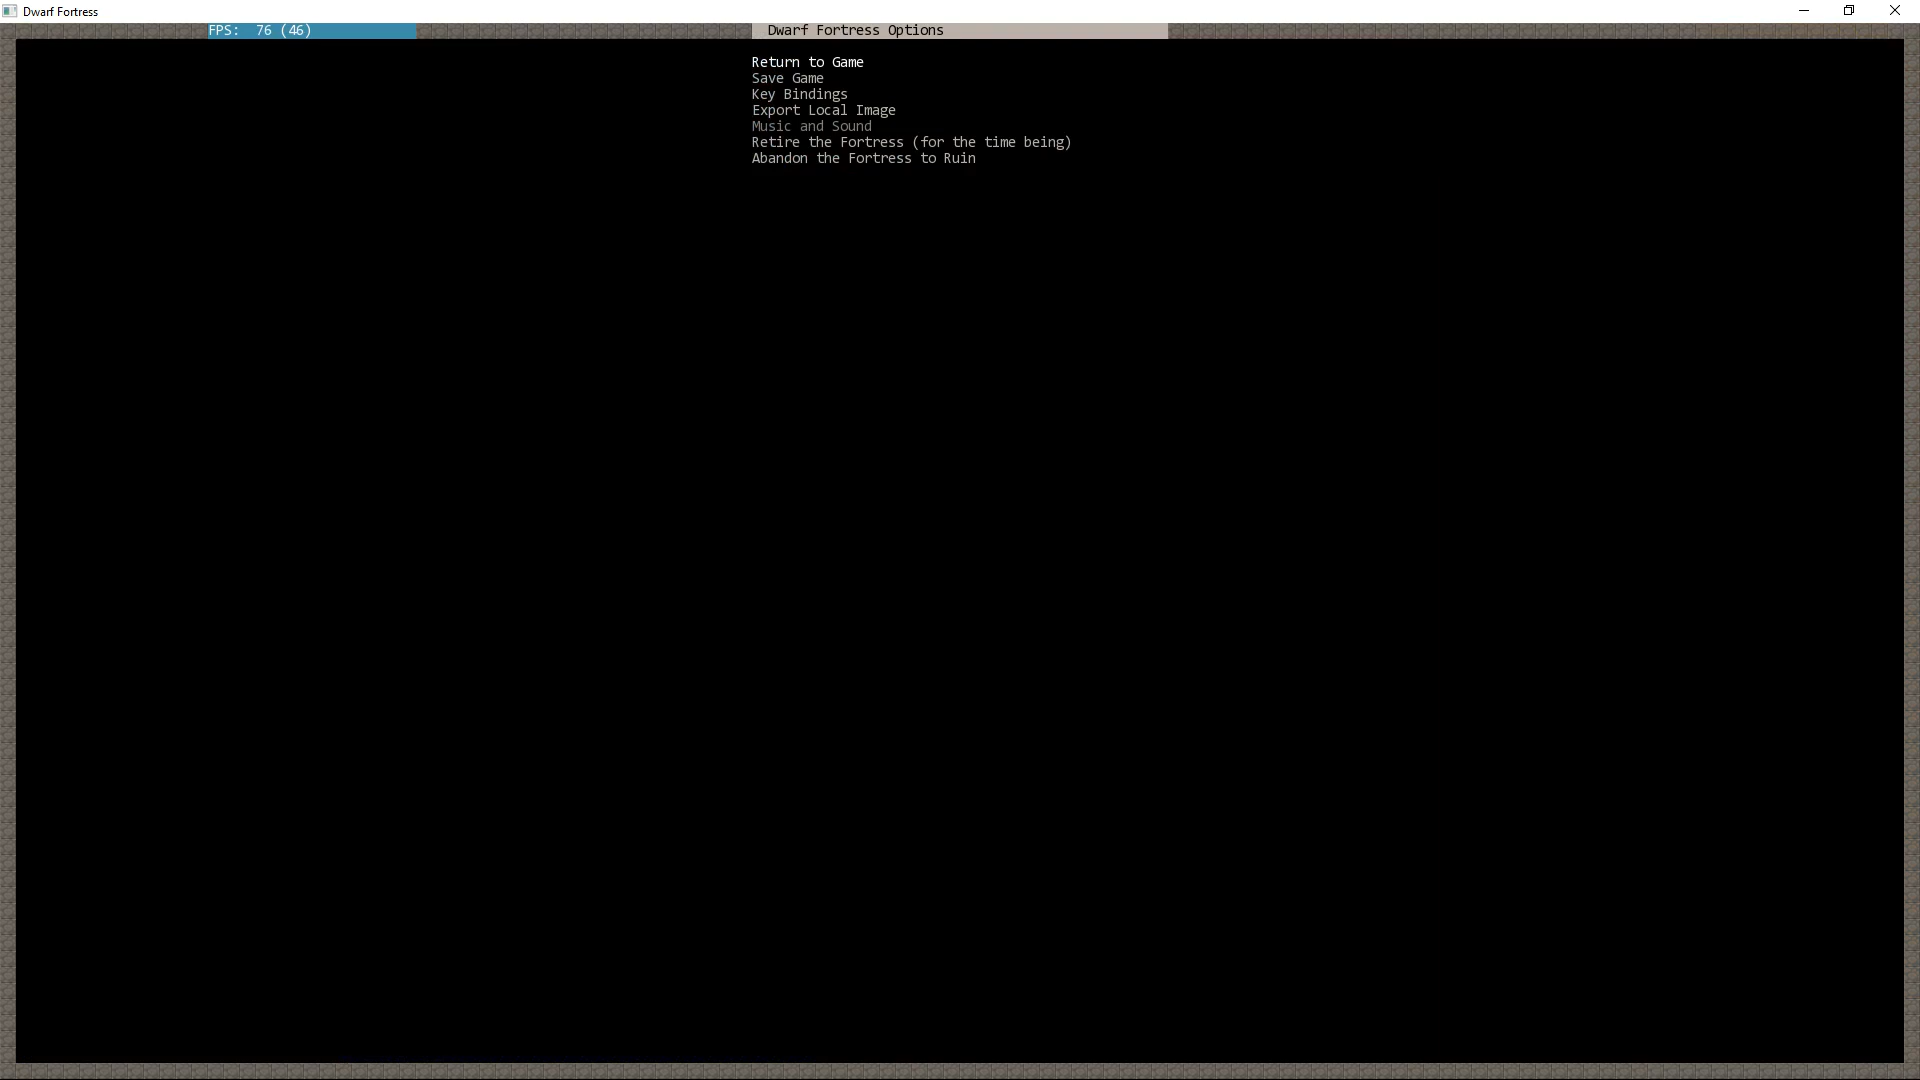 Dwarf Fortress
FPS:  76 (46)
Dwarf Fortress Options
Return to Game
Save Game
Key Bindings
Export Local Image
Music and Sound
Retire the Fortress (for the time being)
Abandon the Fortress to Ruin